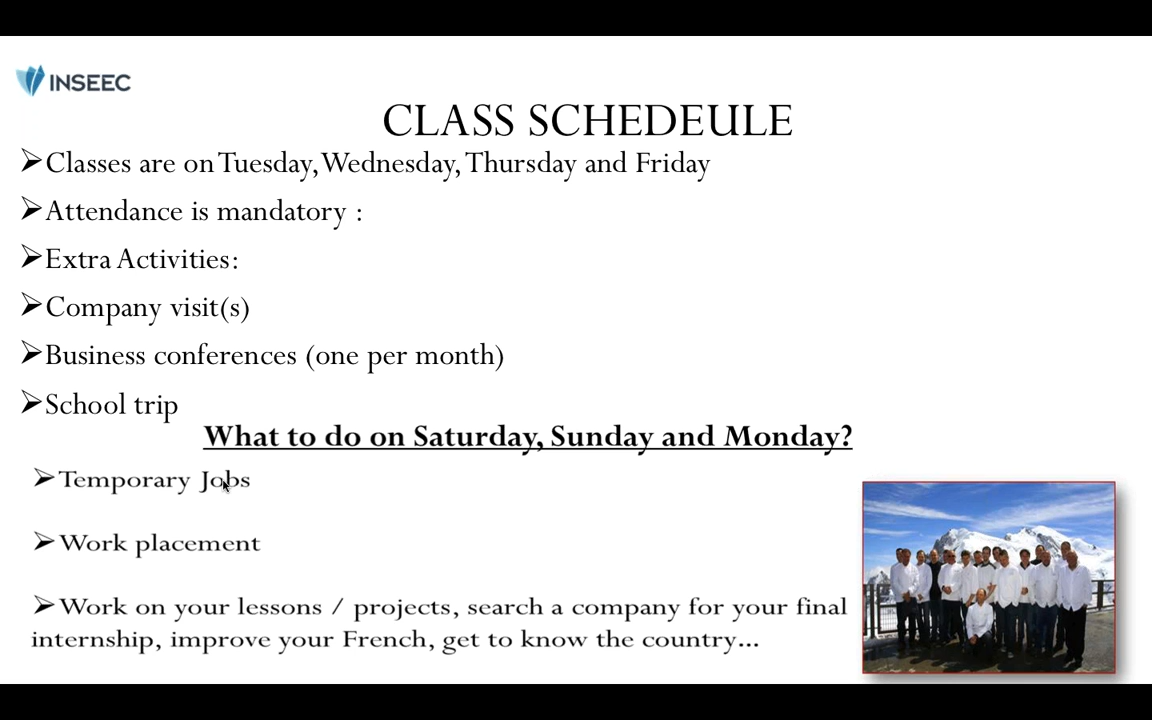 INSEEC
CLASS SCHEDEULE
➢Classes are on Tuesday, Wednesday, Thursday and Friday
➢Attendance is mandatory :
➢Extra Activities:
➢Company visit(s)
➢Business conferences (one per month)
➢School trip
What to do on Saturday, Sunday and Monday?
➢Temporary Jobs
➢Work placement
➢Work on your lessons / projects, search a company for your final
internship, improve your French, get to know the country...